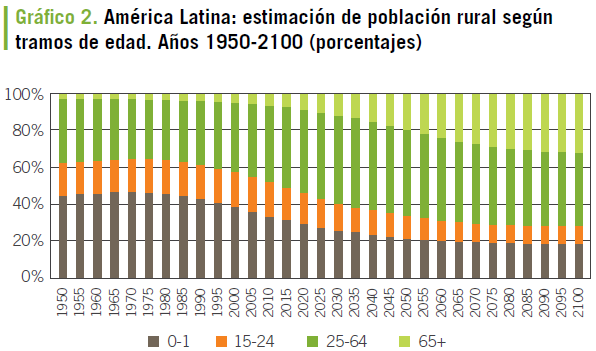 Gráfico 2. América Latina: estimación de población rural según
tramos de edad. Años 1950-2100 (porcentajes)
100%
80%
60%
40%
20%
0%
1950 1955 1960 1965 1970 1975 1980 1985 1990 1995 2000 2005 2010 2015 2020 2025 2030 2035 2040 2045 2050 2055 2060 2065 2070 2075 2080 2085 2090 2095 2100
0-1 15-24 25-64 65+